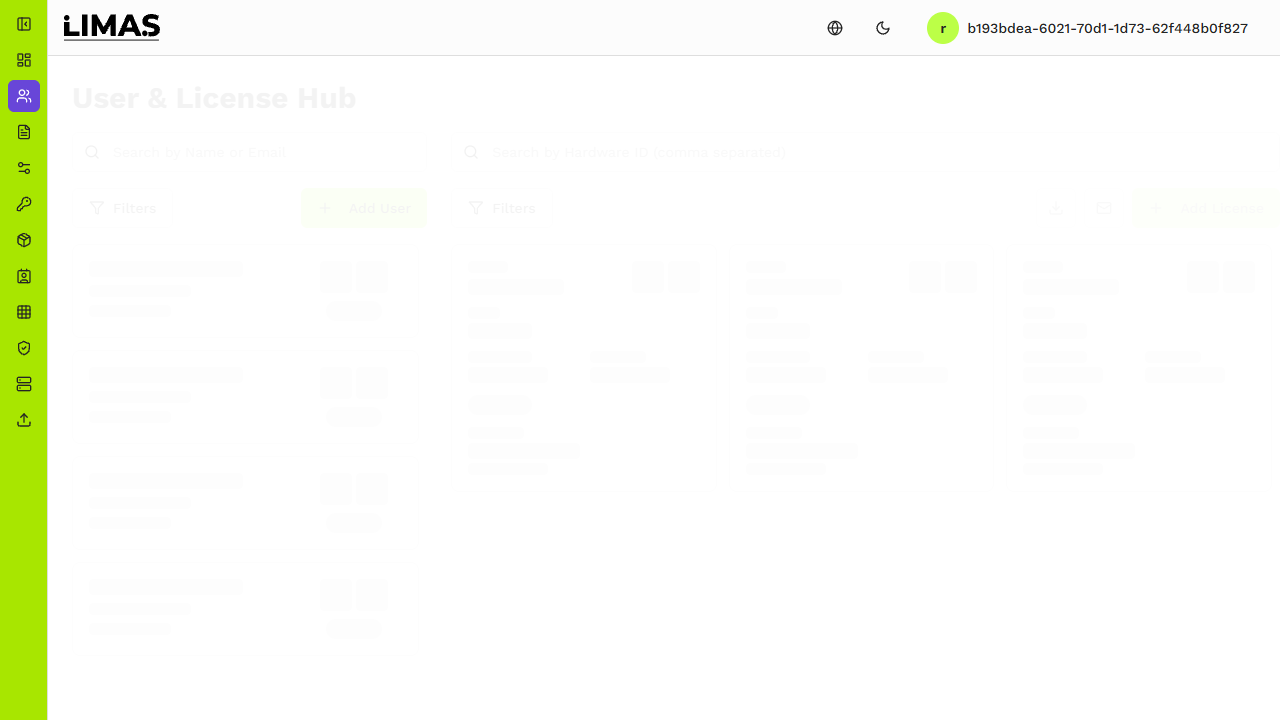 LIMAS
r b193bdea-6021-70d1-1d73-62f448b0f827
User & License Hub
Search by Name or Email
Search by Hardware ID (comma separated)
Filters
Add User
Filters
Add License